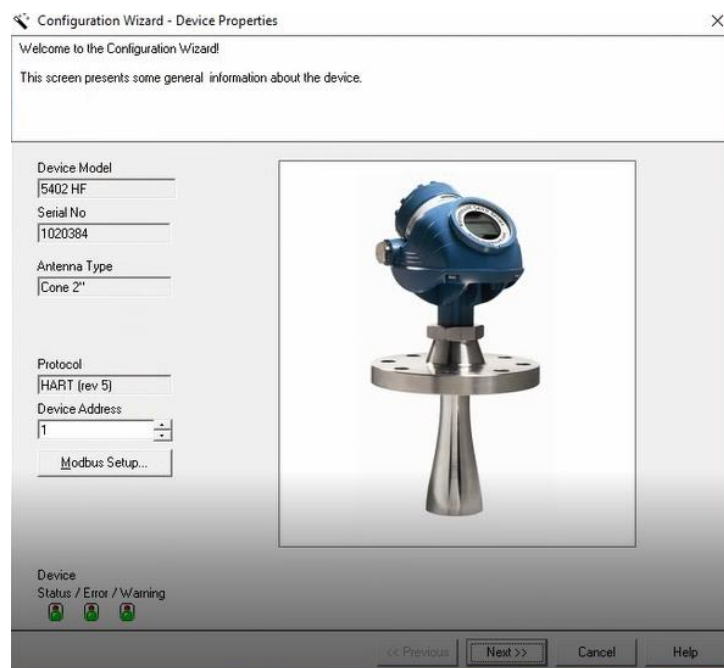 Configuration Wizard - Device Properties
Welcome to the Configuration Wizard!
This screen presents some general information about the device.
Device Model
5402 HF
Serial No
1020384
Antenna Type
Cone 2"
Protocol
HART (rev 5)
Device Address
1
Modbus Setup...
Device
Status / Error / Warning
<< Previous
Next >>
Cancel
Help